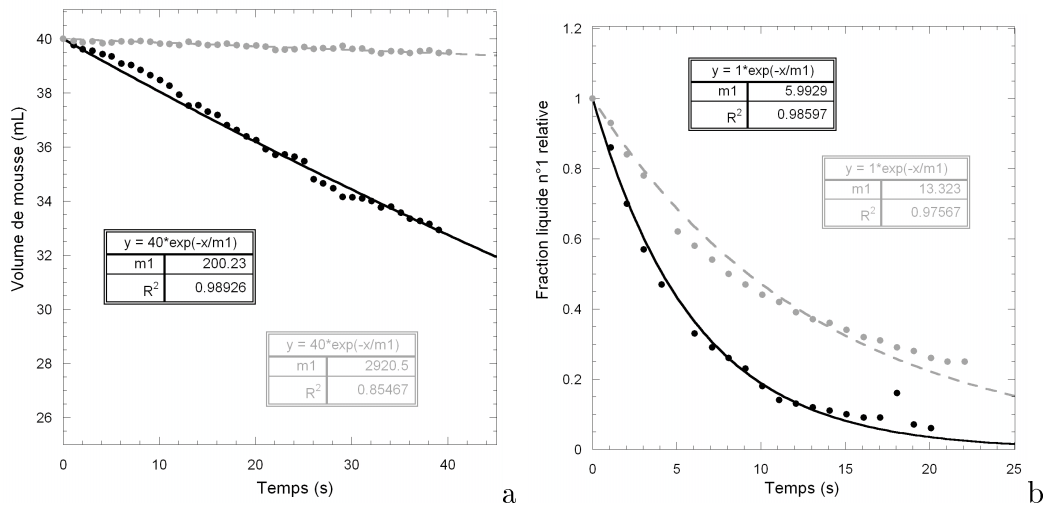 40
38
36
34
32
30
28
26
Volume de mousse (mL)
y = 40*exp(-x/m1)
m1 200.23
R2 0.98926
y = 40*exp(-x/m1)
m1 2920.5
R2 0.85467
0 10 20 30 40
Temps (s)
a
1.2
1
0.8
0.6
0.4
0.2
0
Fraction liquide n°1 relative
y = 1*exp(-x/m1)
m1 5.9929
R2 0.98597
y = 1*exp(-x/m1)
m1 13.323
R2 0.97567
0 5 10 15 20 25
Temps (s)
b